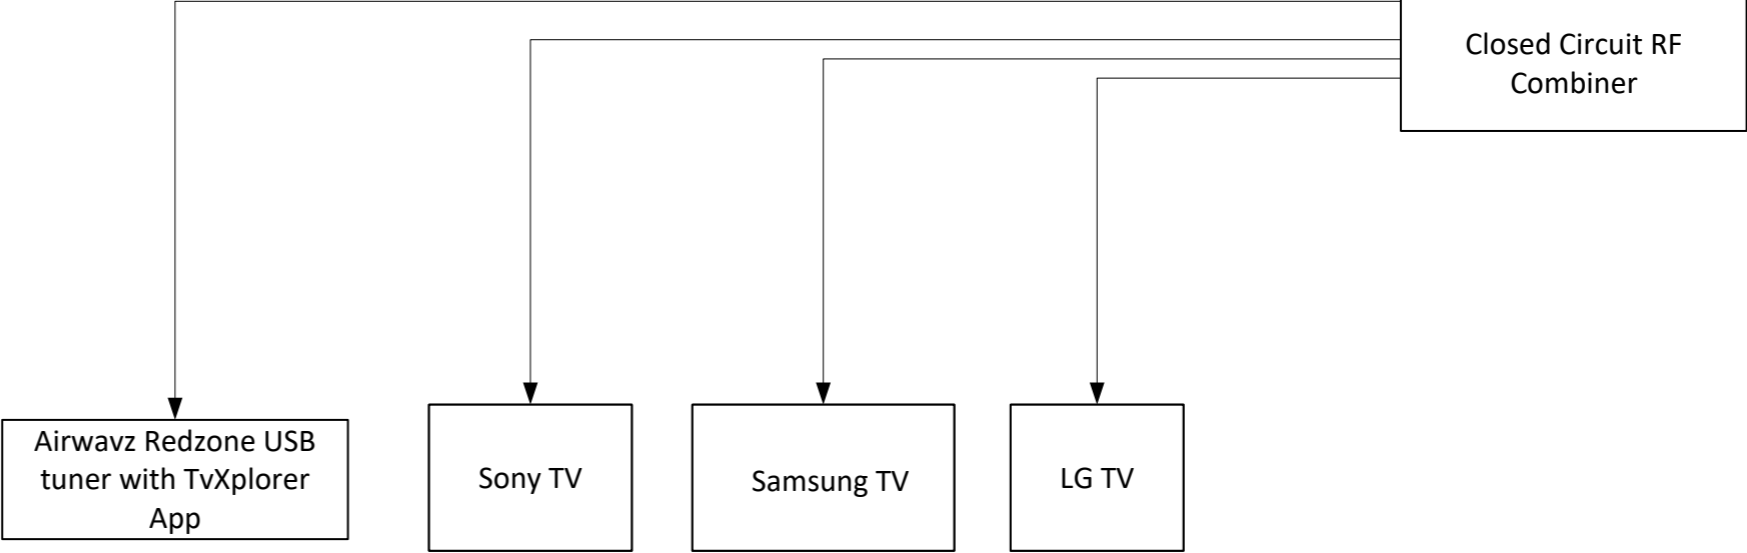 Closed Circuit RF
Combiner
Airwavz Redzone USB
tuner with TvXplorer
App
Sony TV
Samsung TV
LG TV